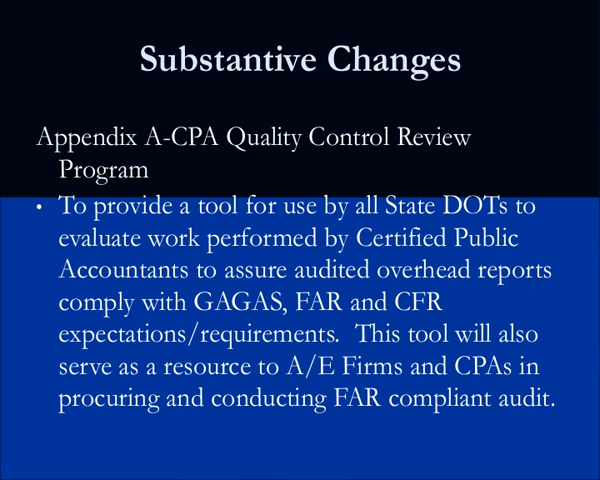 Substantive Changes
Appendix A-CPA Quality Control Review
Program
• To provide a tool for use by all State DOTs to
evaluate work performed by Certified Public
Accountants to assure audited overhead reports
comply with GAGAS, FAR and CFR
expectations/requirements.  This tool will also
serve as a resource to A/E Firms and CPAs in
procuring and conducting FAR compliant audit.